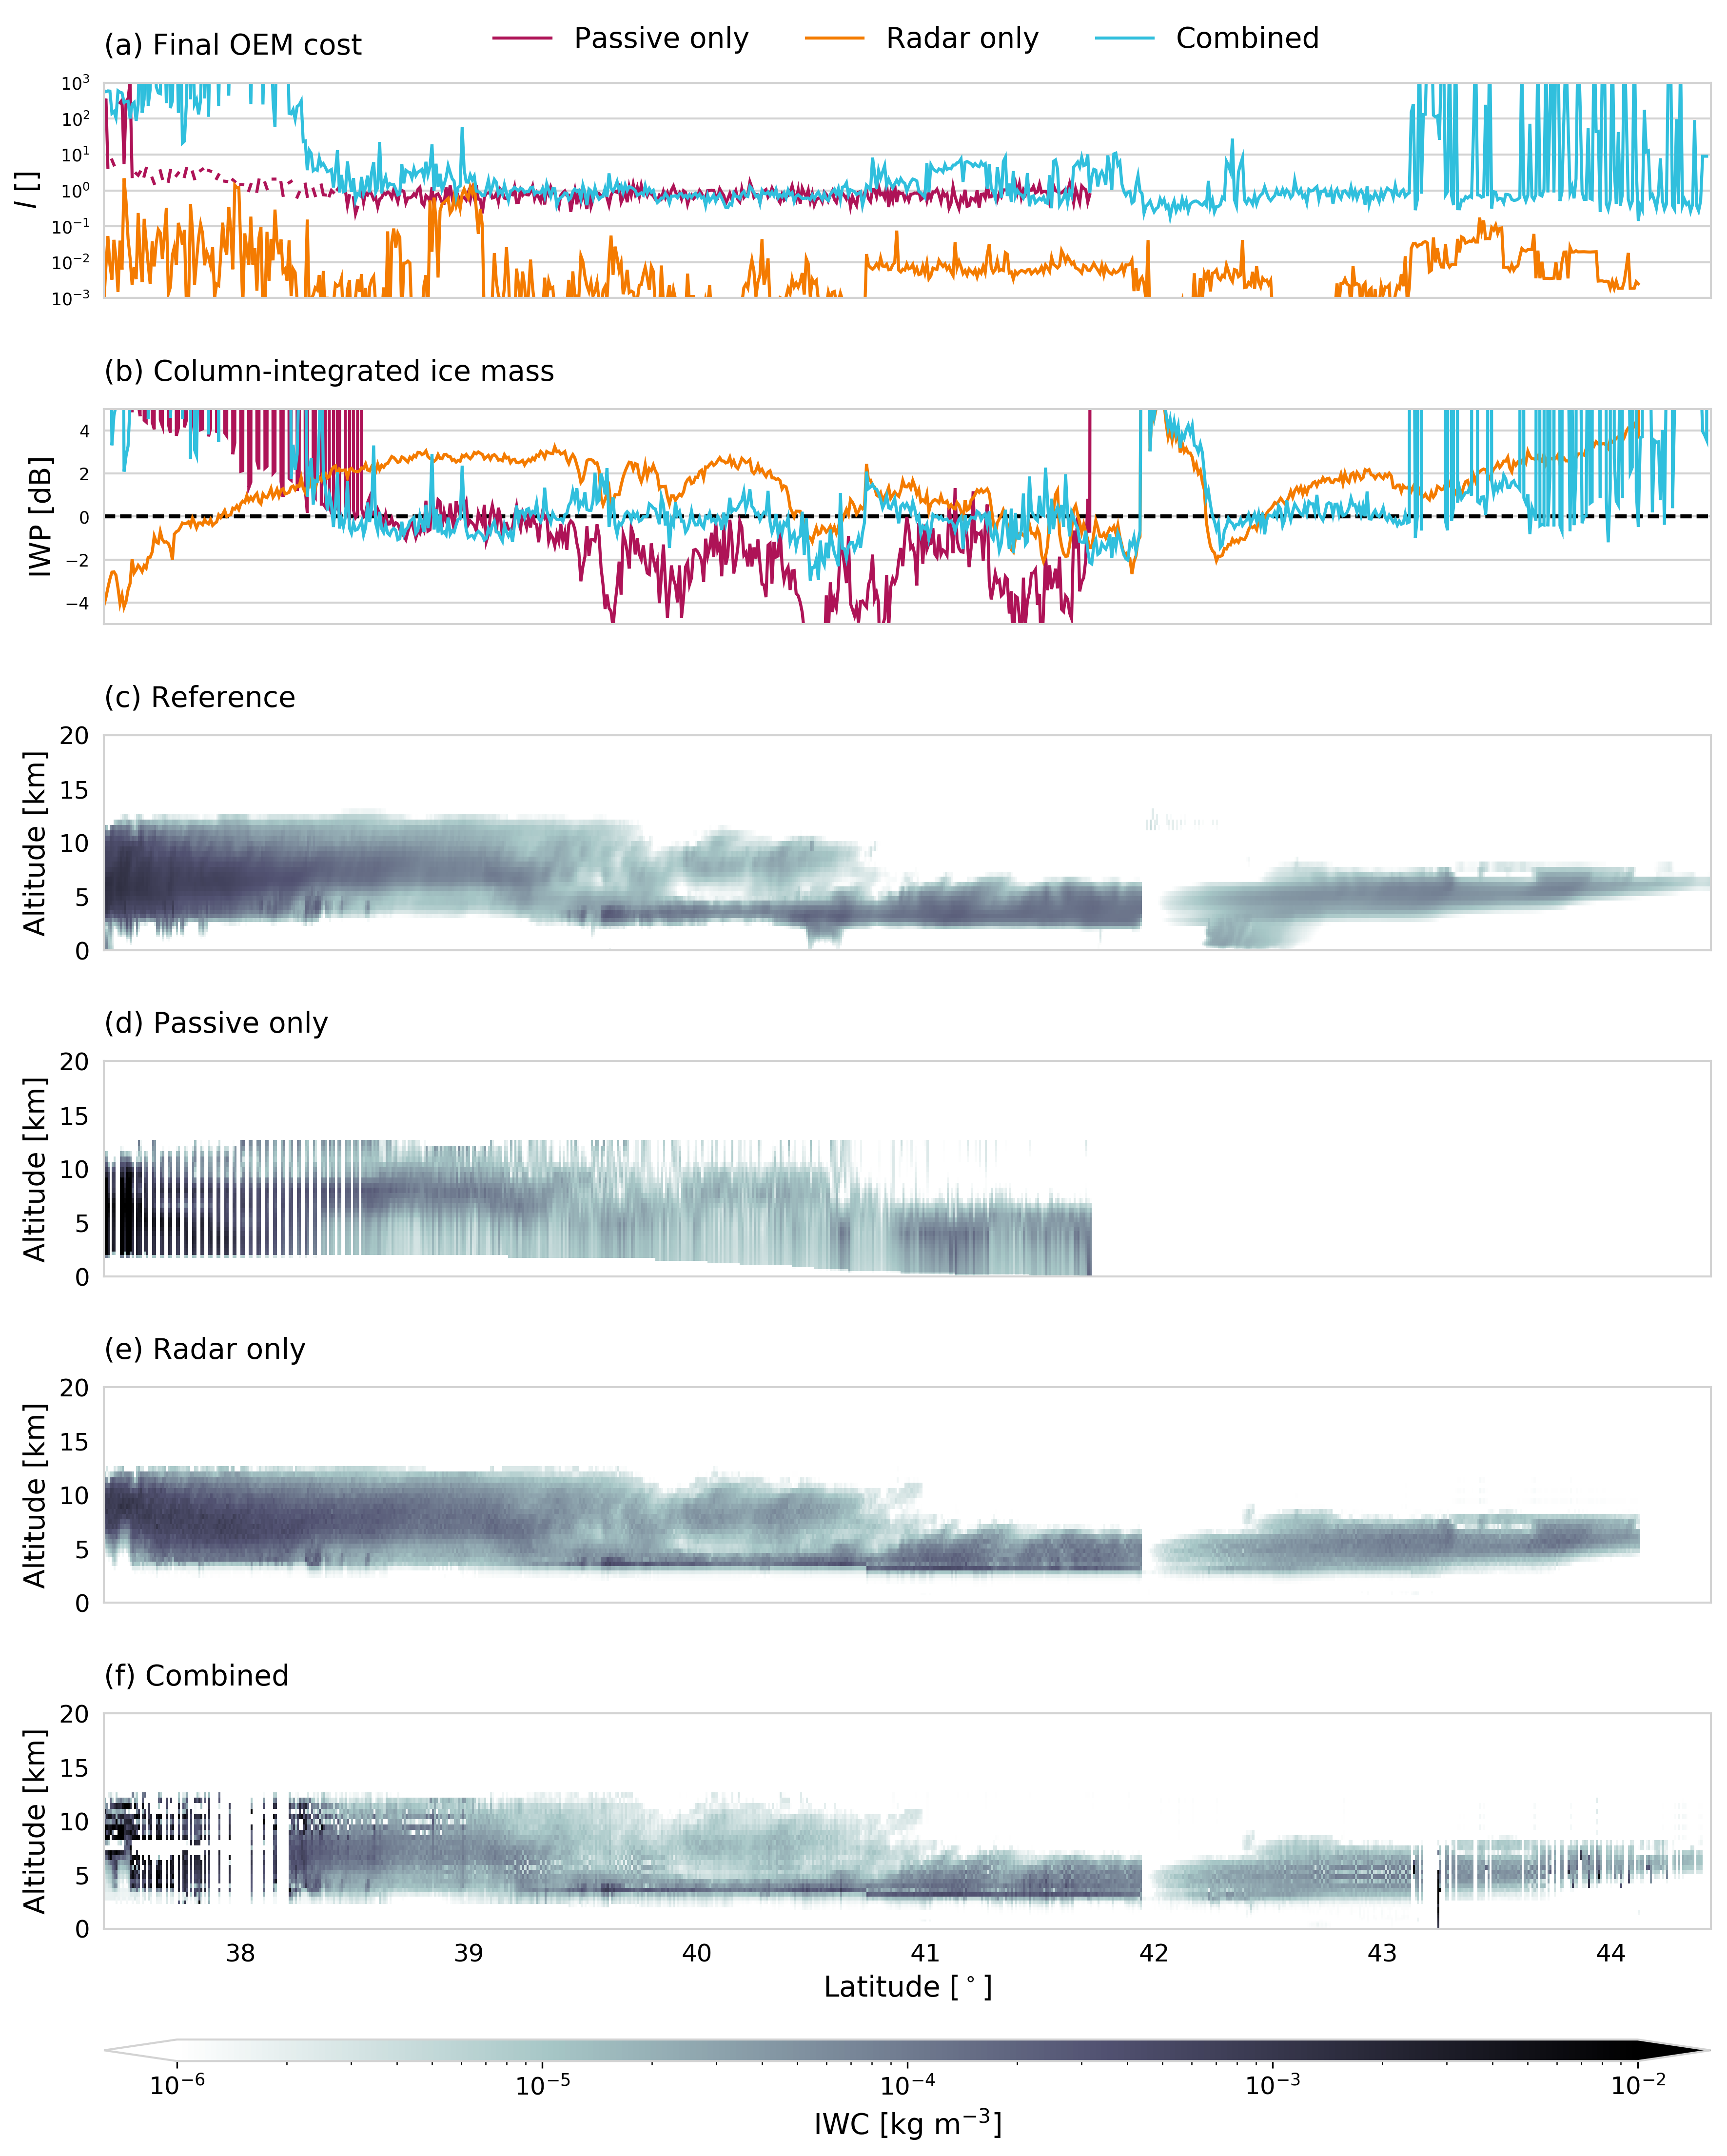 (a) Final OEM cost
Passive only
Radar only
Combined
10³
10²
10¹
10⁰
10⁻¹
10⁻²
10⁻³
l []
(b) Column-integrated ice mass
4
2
0
−2
−4
IWP [dB]
(c) Reference
20
15
10
5
0
Altitude [km]
(d) Passive only
20
15
10
5
0
Altitude [km]
(e) Radar only
20
15
10
5
0
Altitude [km]
(f) Combined
20
15
10
5
0
Altitude [km]
38 39 40 41 42 43 44
Latitude [°]
10⁻⁶ 10⁻⁵ 10⁻⁴ 10⁻³ 10⁻²
IWC [kg m⁻³]